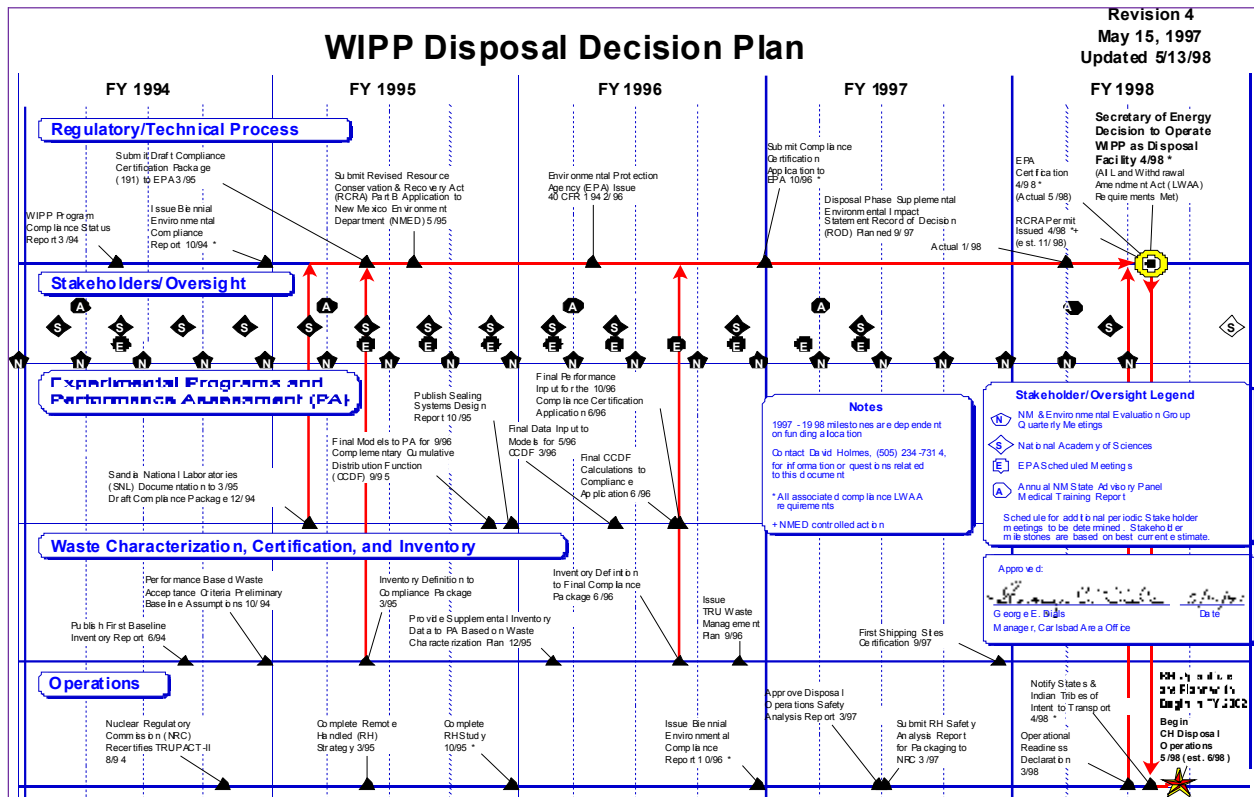 Revision 4
May 15, 1997
Updated 5/13/98
WIPP Disposal Decision Plan
FY 1994
FY 1995
FY 1996
FY 1997
FY 1998
Regulatory/Technical Process
WIPP Program
Compliance Status
Report 3/94
Issue Biennial
Environmental
Compliance
Report 10/94 *
Submit Draft Compliance
Certification Package
(191) to EPA 3/95
Submit Revised Resource
Conservation & Recovery Act
(RCRA) Part B Application to
New Mexico Environment
Department (NMED) 5/95
Environmental Protection
Agency (EPA) Issue
40 CFR 194 2/96
Submit Compliance
Certification
Application to
EPA 10/96 *
Disposal Phase Supplemental
Environmental Impact
Statement Record of Decision
(ROD) Planned 9/97
Actual 1/98
EPA
Certification
4/98 *
(Actual 5/98)
RCRA Permit
Issued 4/98 *+
(est. 11/98)
Secretary of Energy
Decision to Operate
WIPP as Disposal
Facility 4/98 *
(All Land Withdrawal
Amendment Act (LWAA)
Requirements Met)
Stakeholders/Oversight
A A A A A
S S S S S S S S S S S S S S S
E E E E E E E E
N N N N N N N N N N N N N N N N N N N
Experimental Programs and
Performance Assessment (PA)
Sandia National Laboratories
(SNL) Documentation to 3/95
Draft Compliance Package 12/94
Final Models to PA for 9/96
Complementary Cumulative
Distribution Function
(CCDF) 9/95
Publish Sealing
Systems Design
Report 10/95
Final Data Input to
Models for 5/96
CCDF 3/96
Final Performance
Input for the 10/96
Compliance Certification
Application 6/96
Final CCDF
Calculations to
Compliance
Application 6/96
Notes
1997 - 1998 milestones are dependent
on funding allocation
Contact David Holmes, (505) 234-7314,
for information or questions related
to this document
* All associated compliance LWAA
requirements
+ NMED controlled action
Stakeholder/Oversight Legend
N NM & Environmental Evaluation Group
Quarterly Meetings
S National Academy of Sciences
E EPA Scheduled Meetings
A Annual NM State Advisory Panel
Medical Training Report
Schedule for additional periodic Stakeholder
meetings to be determined. Stakeholder
milestones are based on best current estimate.
Approved:
George E. Dials
Date
Manager, Carlsbad Area Office
Waste Characterization, Certification, and Inventory
Publish First Baseline
Inventory Report 6/94
Performance Based Waste
Acceptance Criteria Preliminary
Baseline Assumptions 10/94
Inventory Definition to
Compliance Package
3/95
Provide Supplemental Inventory
Data to PA Based on Waste
Characterization Plan 12/95
Inventory Definition
to Final Compliance
Package 6/96
Issue
TRU Waste
Management
Plan 9/96
First Shipping Sites
Certification 9/97
Operations
Nuclear Regulatory
Commission (NRC)
Recertifies TRUPACT-II
8/94
Complete Remote
Handled (RH)
Strategy 3/95
Complete
RH Study
10/95 *
Issue Biennial
Environmental
Compliance
Report 10/96 *
Approve Disposal
Operations Safety
Analysis Report 3/97
Submit RH Safety
Analysis Report
for Packaging to
NRC 3/97
Notify States &
Indian Tribes of
Intent to Transport
4/98 *
Operational
Readiness
Declaration
3/98
Begin
CH Disposal
Operations
5/98 (est. 6/98)